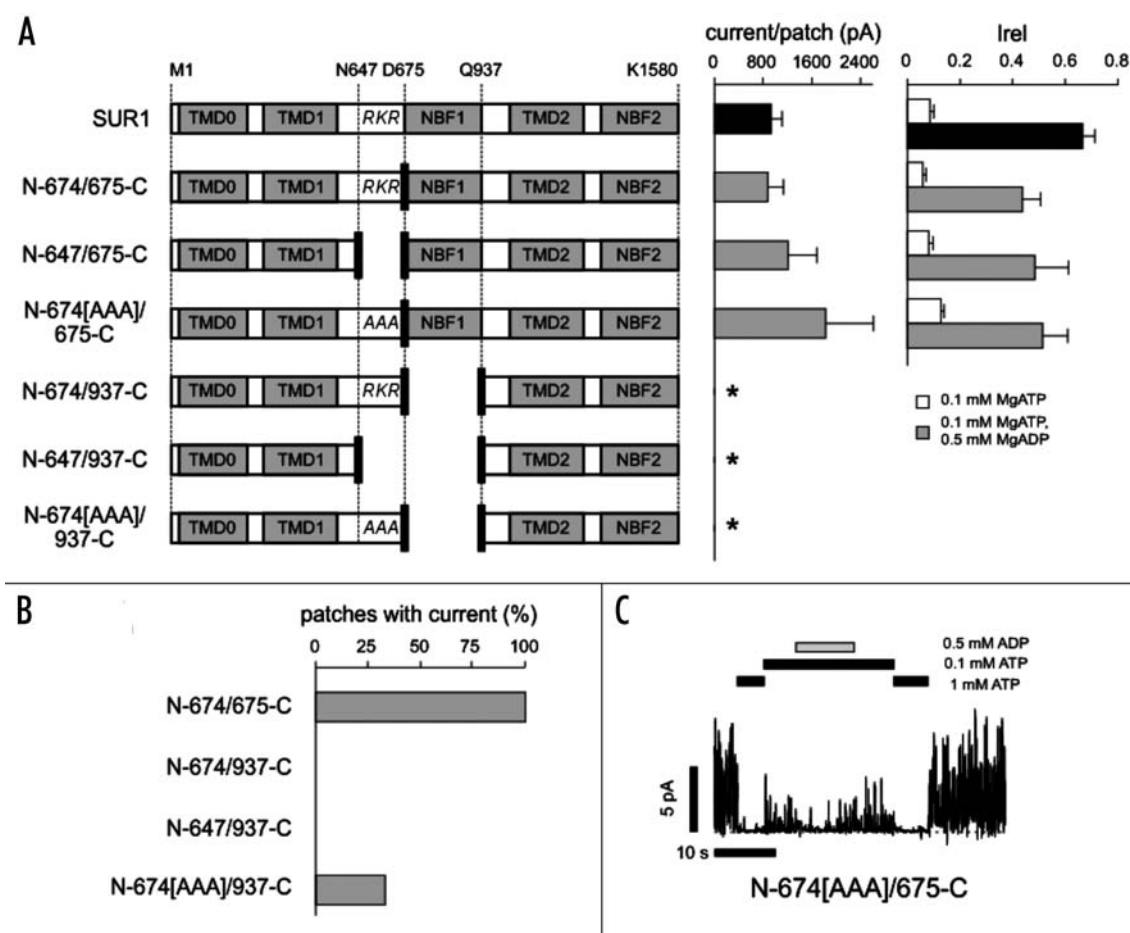 A
current/patch (pA)
Irel
0 800 1600 2400
0 0.2 0.4 0.6 0.8
M1 N647 D675 Q937 K1580
SUR1 TMD0 TMD1 RKR NBF1 TMD2 NBF2
N-674/675-C TMD0 TMD1 RKR NBF1 TMD2 NBF2
N-647/675-C TMD0 TMD1 NBF1 TMD2 NBF2
N-674[AAA]/
675-C TMD0 TMD1 AAA NBF1 TMD2 NBF2
N-674/937-C TMD0 TMD1 RKR TMD2 NBF2 *
N-647/937-C TMD0 TMD1 TMD2 NBF2 *
N-674[AAA]/
937-C TMD0 TMD1 AAA TMD2 NBF2 *
0.1 mM MgATP
0.1 mM MgATP,
0.5 mM MgADP
B
patches with current (%)
0 25 50 75 100
N-674/675-C
N-674/937-C
N-647/937-C
N-674[AAA]/937-C
C
0.5 mM ADP
0.1 mM ATP
1 mM ATP
5 pA
10 s
N-674[AAA]/675-C